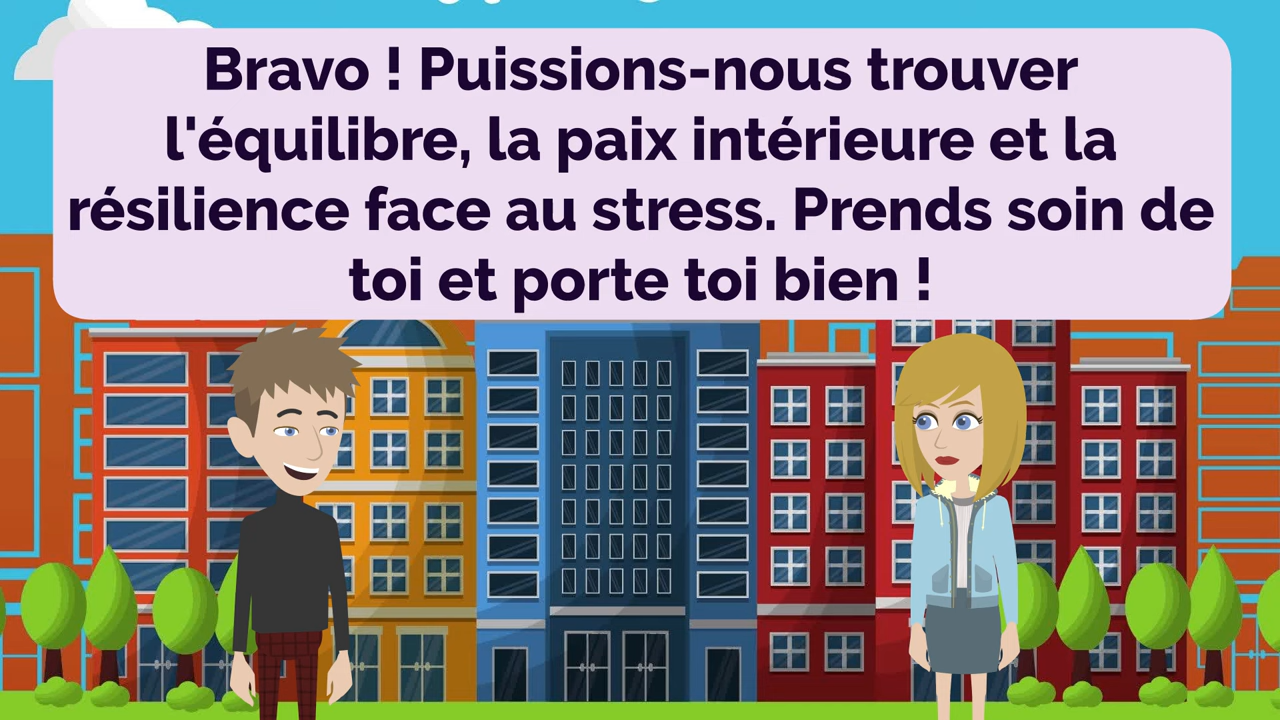 Bravo ! Puissions-nous trouver
l'équilibre, la paix intérieure et la
résilience face au stress. Prends soin de
toi et porte toi bien !